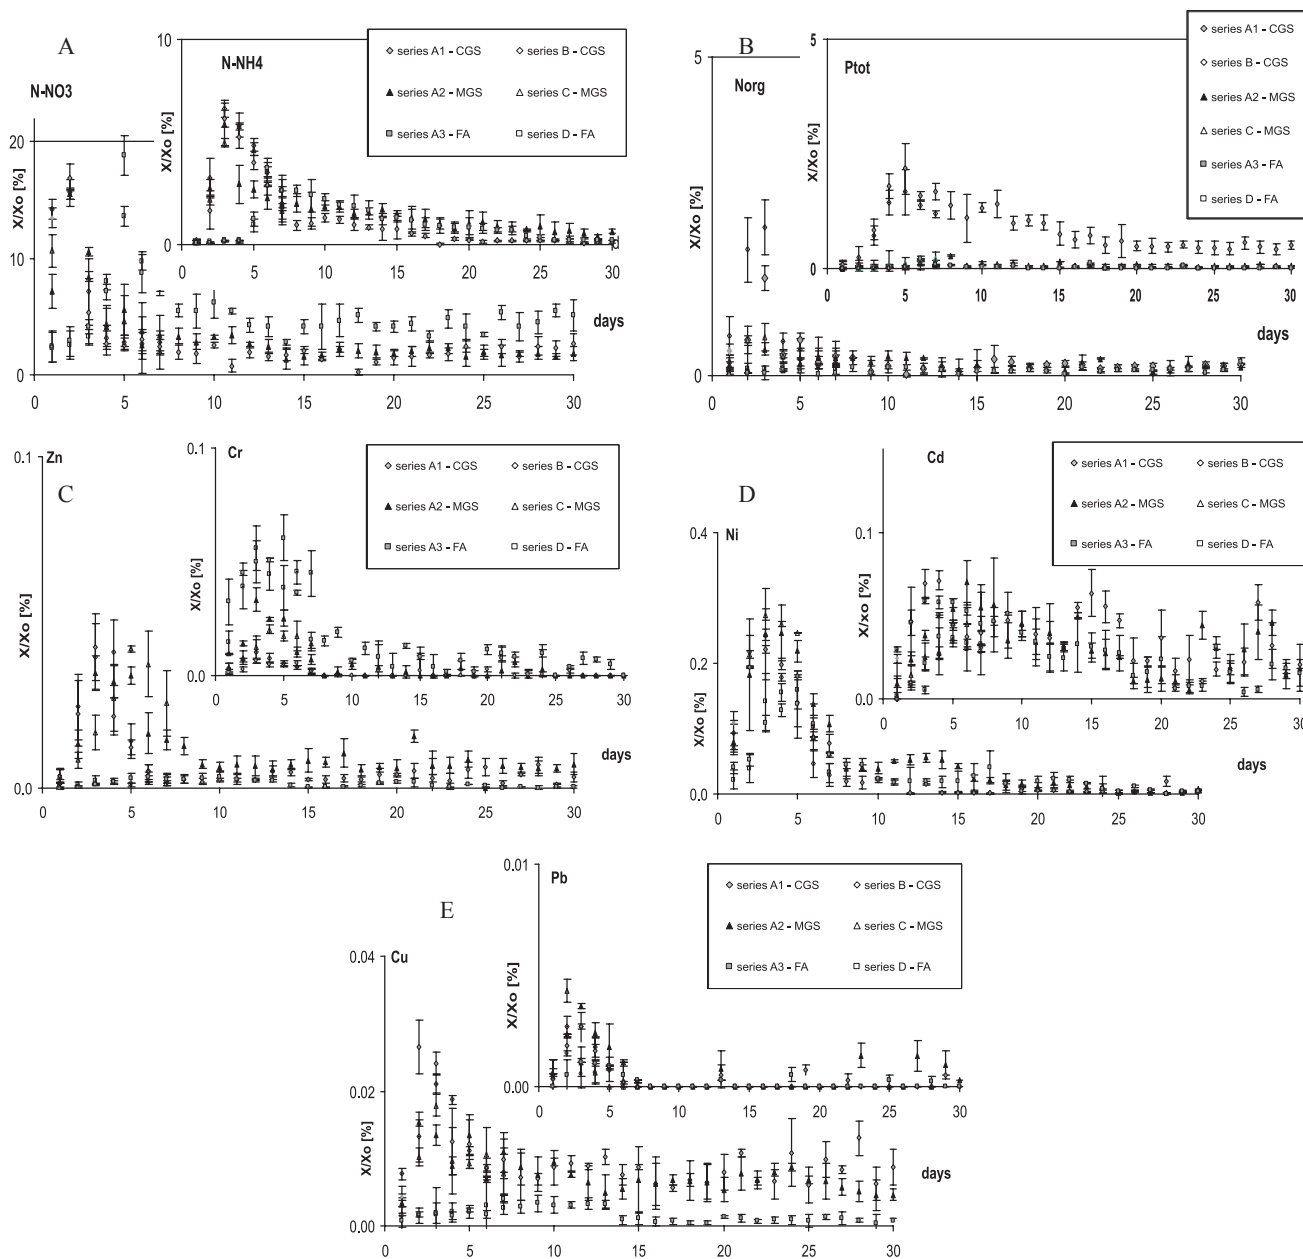 A
N-NO3
20
10
0
X/Xo [%]
0 5 10 15 20 25 30
days
N-NH4
10
0
X/Xo [%]
0 5 10 15 20 25 30
series A1 - CGS series B - CGS
series A2 - MGS series C - MGS
series A3 - FA series D - FA
B
Norg
5
0
X/Xo [%]
0 5 10 15 20 25 30
days
Ptot
5
0
X/Xo [%]
0 5 10 15 20 25 30
series A1 - CGS
series B - CGS
series A2 - MGS
series C - MGS
series A3 - FA
series D - FA
C
Zn
0.1
0.0
X/Xo [%]
0 5 10 15 20 25 30
days
Cr
0.1
0.0
X/Xo [%]
0 5 10 15 20 25 30
series A1 - CGS series B - CGS
series A2 - MGS series C - MGS
series A3 - FA series D - FA
D
Ni
0.4
0.2
0.0
X/Xo [%]
0 5 10 15 20 25 30
days
Cd
0.1
0.0
X/xo [%]
0 5 10 15 20 25 30
series A1 - CGS series B - CGS
series A2 - MGS series C - MGS
series A3 - FA series D - FA
E
Cu
0.04
0.02
0.00
X/Xo [%]
0 5 10 15 20 25 30
days
Pb
0.01
0.00
X/Xo [%]
0 5 10 15 20 25 30
series A1 - CGS series B - CGS
series A2 - MGS series C - MGS
series A3 - FA series D - FA